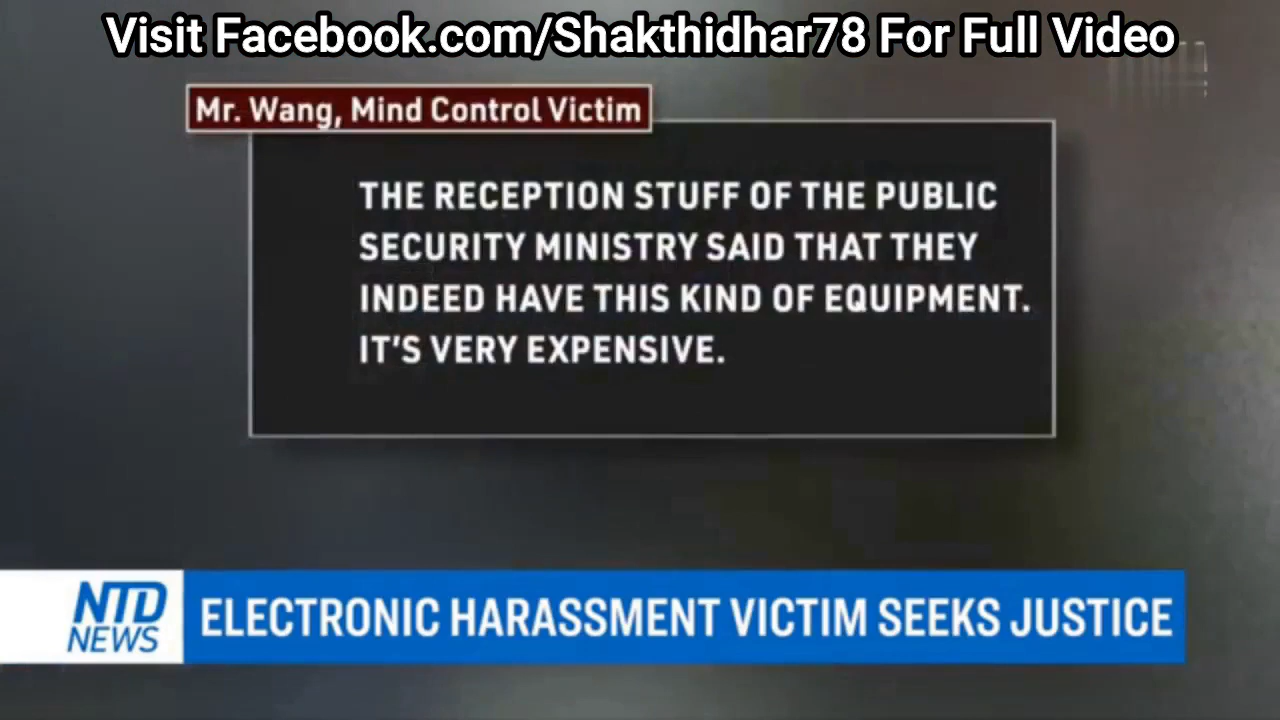 Visit Facebook.com/Shakthidhar78 For Full Video
Mr. Wang, Mind Control Victim
THE RECEPTION STUFF OF THE PUBLIC
SECURITY MINISTRY SAID THAT THEY
INDEED HAVE THIS KIND OF EQUIPMENT.
IT'S VERY EXPENSIVE.
NTD
NEWS
ELECTRONIC HARASSMENT VICTIM SEEKS JUSTICE